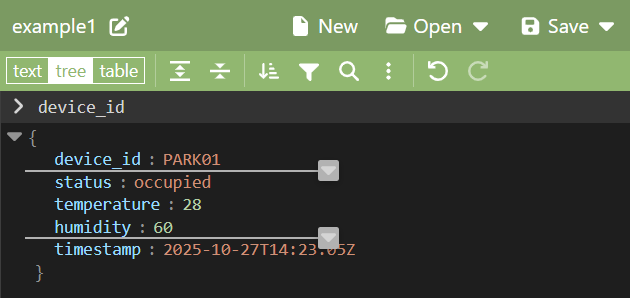 example1 New Open Save
text tree table
device_id
{
device_id : PARK01
status : occupied
temperature : 28
humidity : 60
timestamp : 2025-10-27T14:23:05Z
}